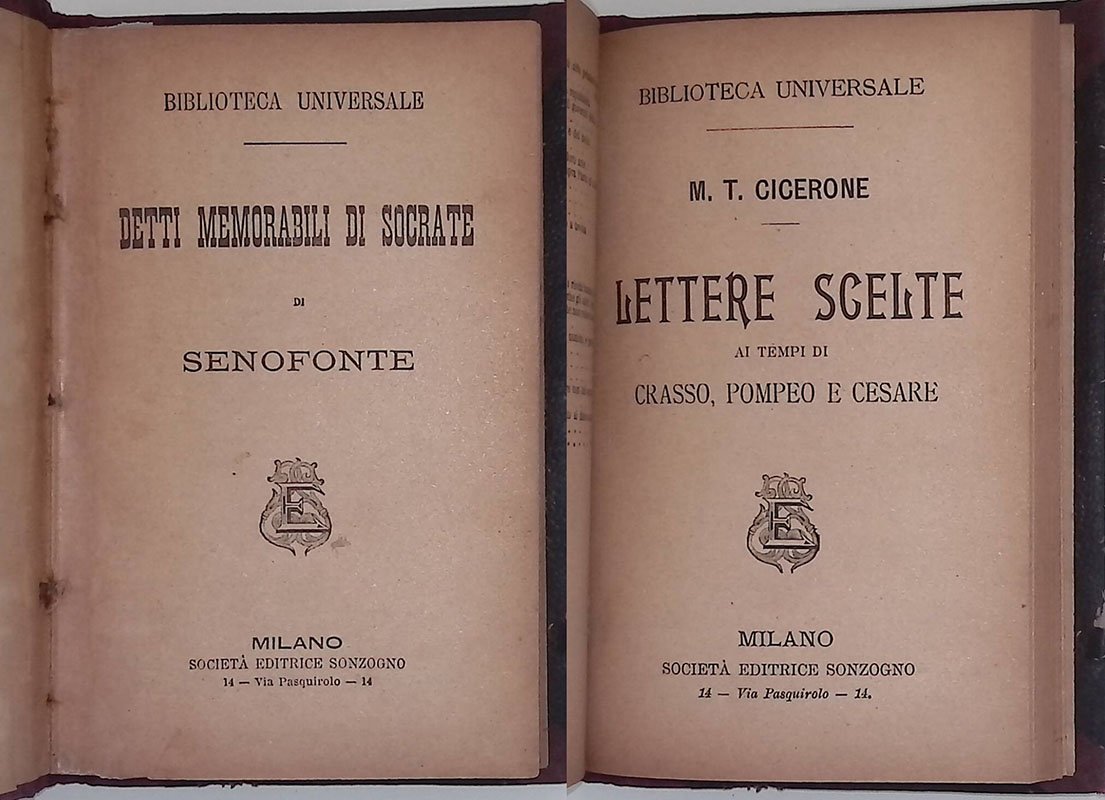 BIBLIOTECA UNIVERSALE
DETTI MEMORABILI DI SOCRATE
DI
SENOFONTE
MILANO
SOCIETÀ EDITRICE SONZOGNO
14 — Via Pasquirolo — 14
BIBLIOTECA UNIVERSALE
M. T. CICERONE
LETTERE SCELTE
AI TEMPI DI
CRASSO, POMPEO E CESARE
MILANO
SOCIETÀ EDITRICE SONZOGNO
14 — Via Pasquirolo — 14.